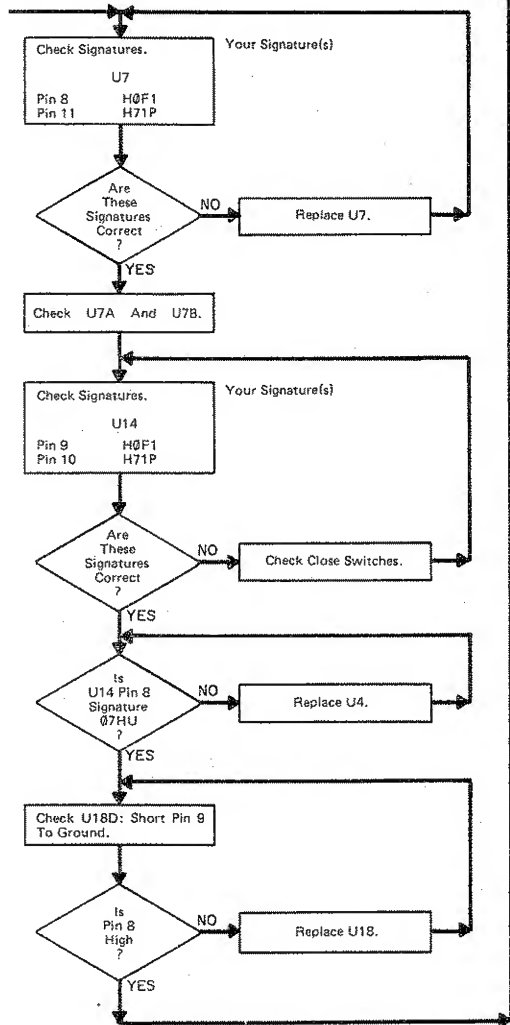 Check Signatures.
Your Signature(s)
U7
Pin 8 HØF1
Pin 11 H71P
Are
These
Signatures
Correct
?
NO
Replace U7.
YES
Check U7A And U7B.
Check Signatures.
Your Signature(s)
U14
Pin 9 HØF1
Pin 10 H71P
Are
These
Signatures
Correct
?
NO
Check Close Switches.
YES
Is
U14 Pin 8
Signature
Ø7HU
?
NO
Replace U4.
YES
Check U18D: Short Pin 9
To Ground.
Is
Pin 8
High
?
NO
Replace U18.
YES